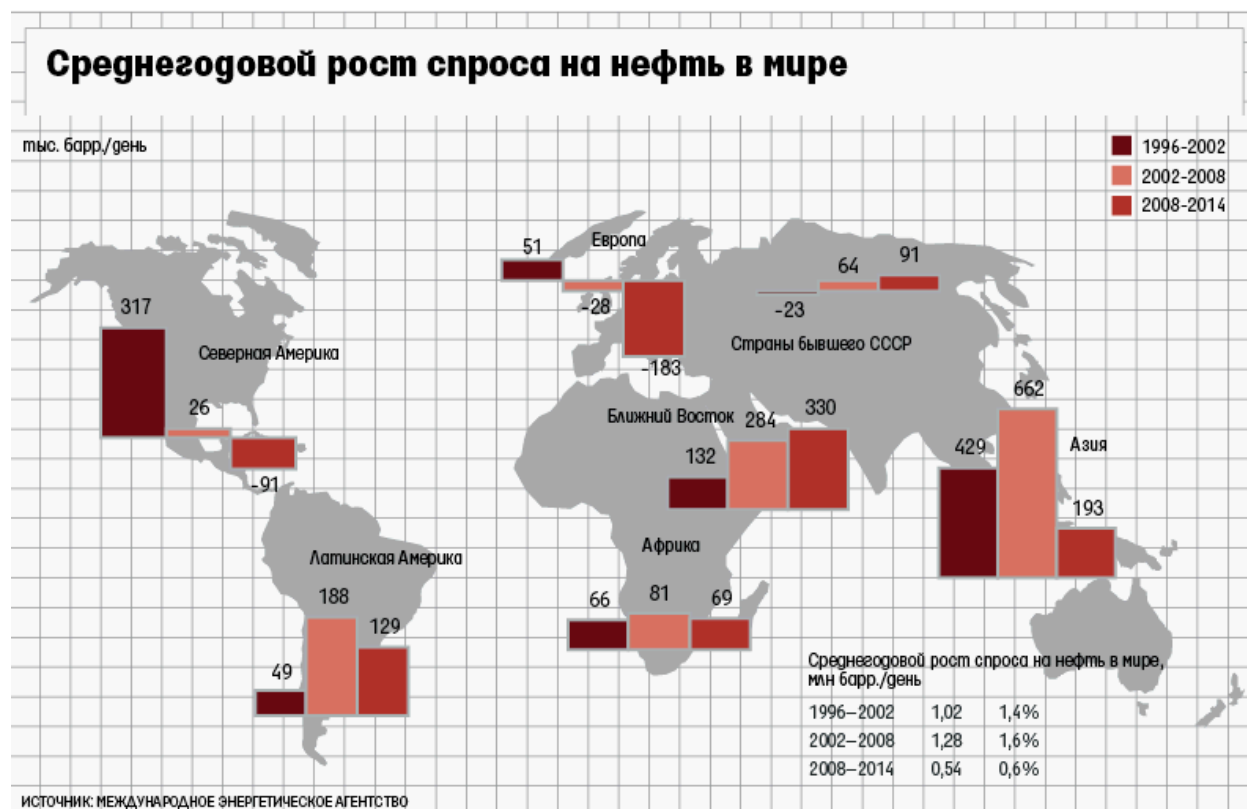 Среднегодовой рост спроса на нефть в мире
тыс. барр./день
1996-2002
2002-2008
2008-2014
Европа
51
-28
-183
64
91
-23
Страны бывшего СССР
317
Северная Америка
26
-91
Ближний Восток
132
284
330
662
429
Азия
193
Латинская Америка
188
129
49
Африка
66
81
69
Среднегодовой рост спроса на нефть в мире,
млн барр./день
1996–2002 1,02 1,4%
2002–2008 1,28 1,6%
2008–2014 0,54 0,6%
ИСТОЧНИК: МЕЖДУНАРОДНОЕ ЭНЕРГЕТИЧЕСКОЕ АГЕНТСТВО